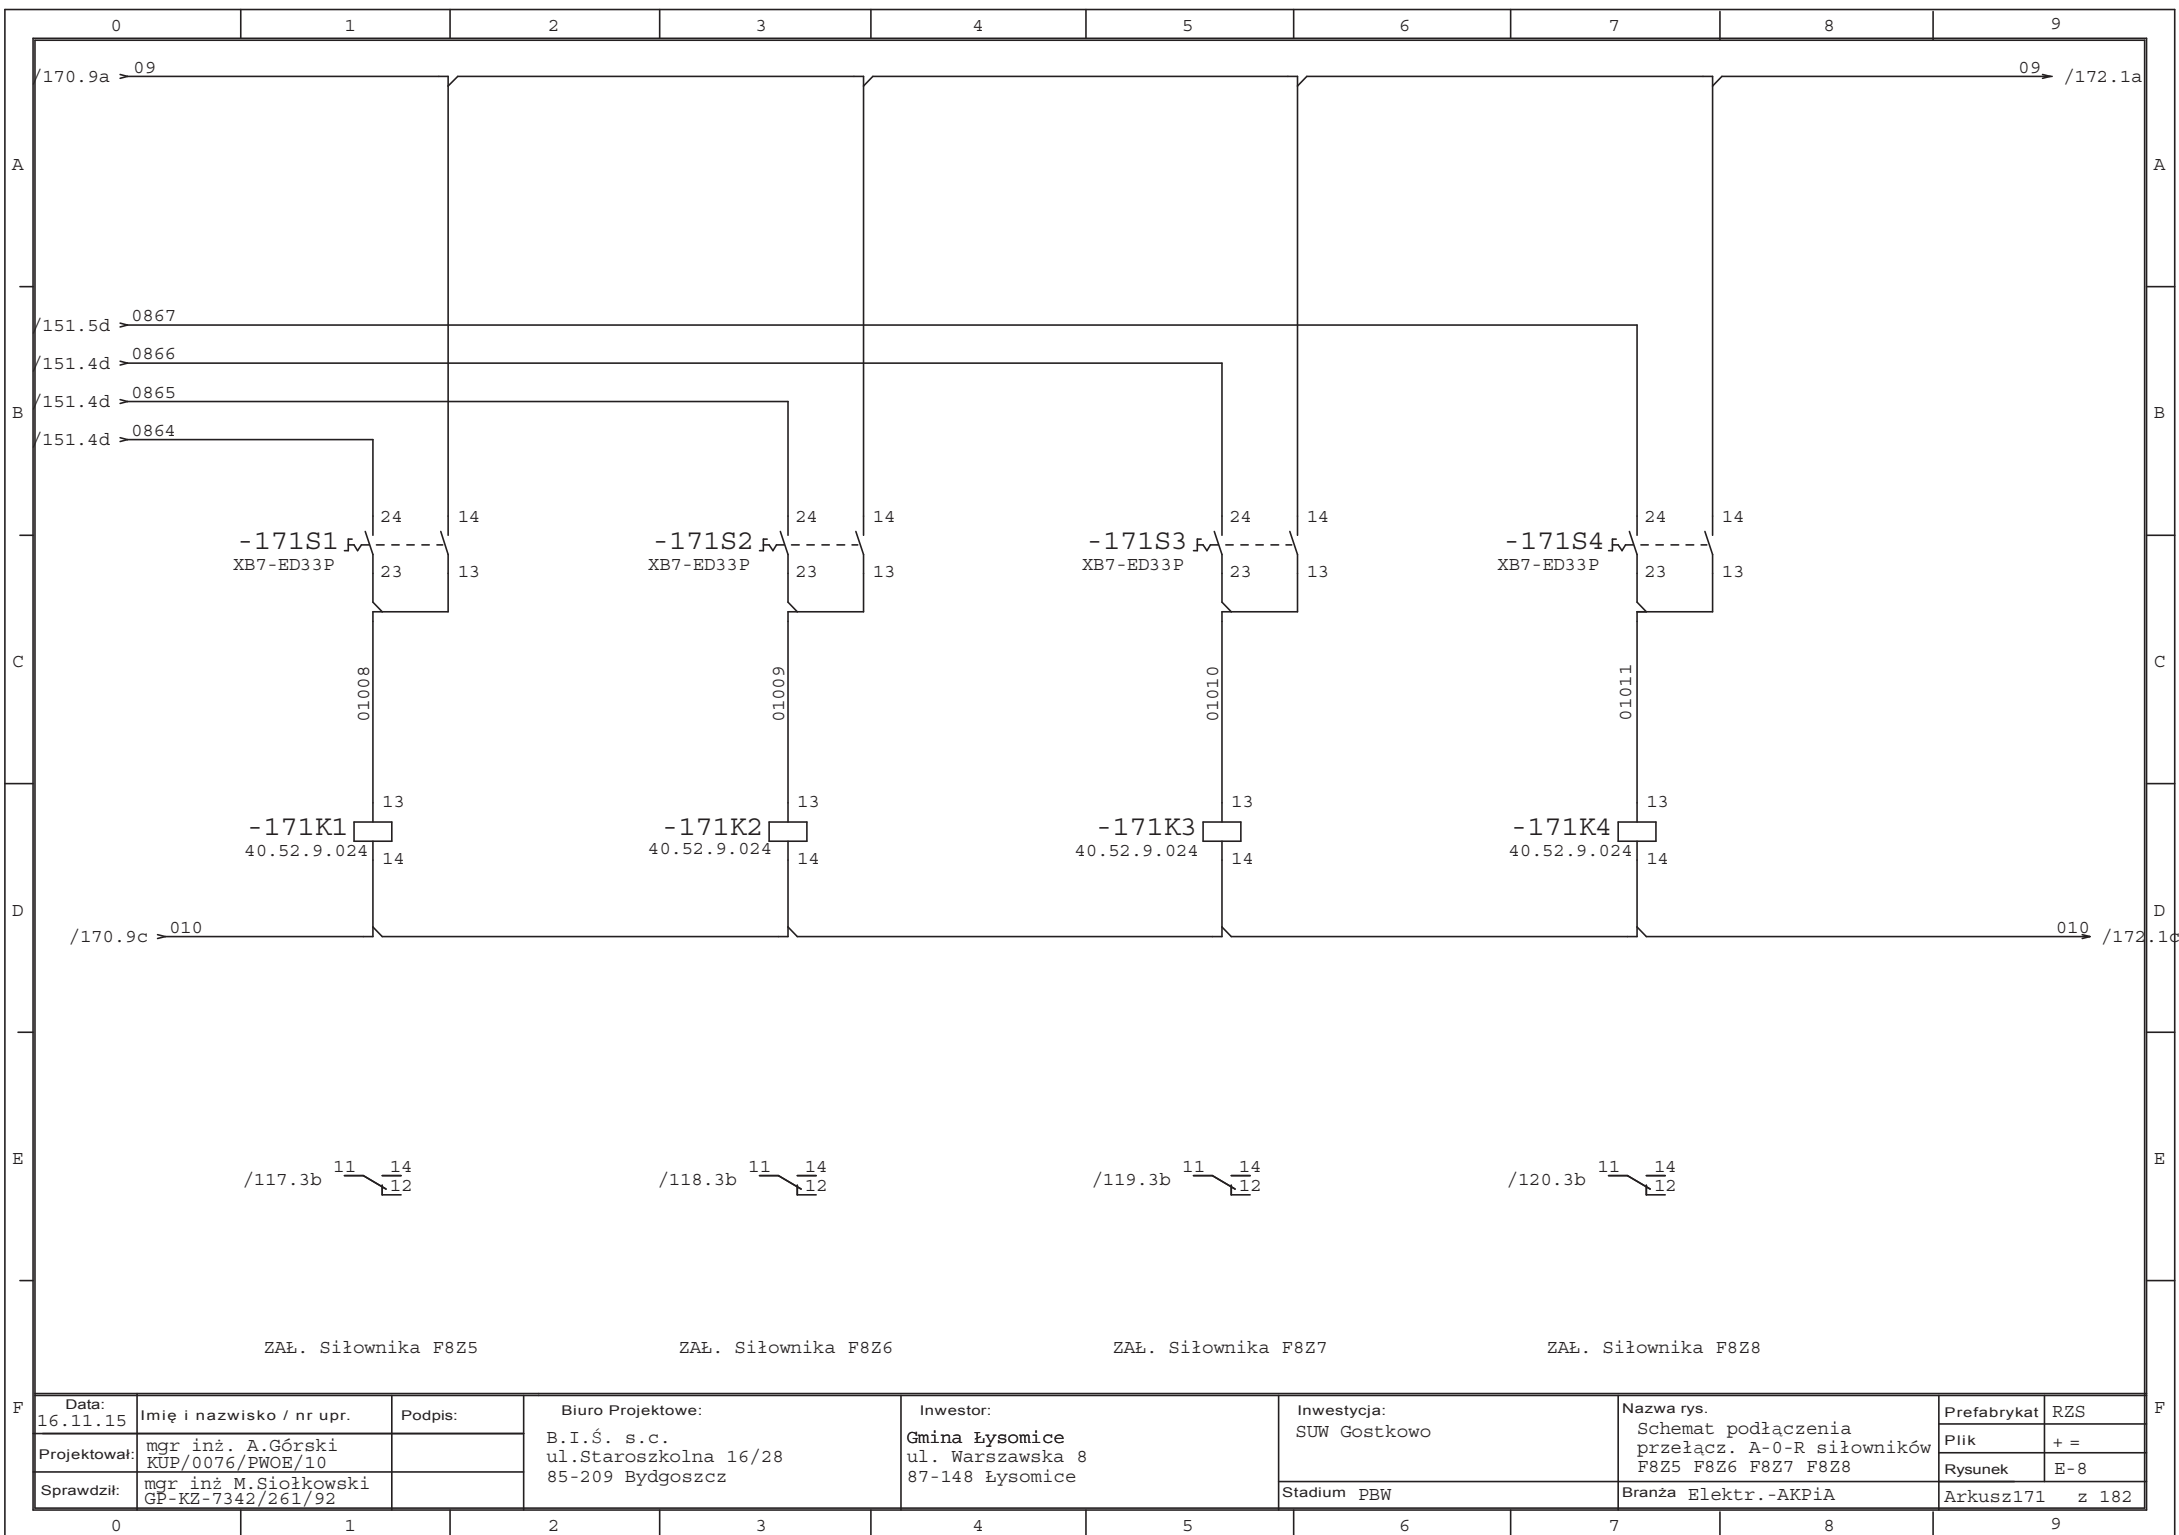 0 1 2 3 4 5 6 7 8 9
/170.9a 09 09 /172.1a
A A
/151.5d 0867
/151.4d 0866
/151.4d 0865
B B
/151.4d 0864
24 14 24 14 24 14 24 14
-171S1 -171S2 -171S3 -171S4
XB7-ED33P XB7-ED33P XB7-ED33P XB7-ED33P
23 13 23 13 23 13 23 13
C C
01008 01009 01010 01011
13 13 13 13
-171K1 -171K2 -171K3 -171K4
40.52.9.024 40.52.9.024 40.52.9.024 40.52.9.024
14 14 14 14
D D
/170.9c 010 010 /172.1c
E E
/117.3b 11 14 12 /118.3b 11 14 12 /119.3b 11 14 12 /120.3b 11 14 12
ZAŁ. Siłownika F8Z5 ZAŁ. Siłownika F8Z6 ZAŁ. Siłownika F8Z7 ZAŁ. Siłownika F8Z8
F F
Data:
16.11.15
Imię i nazwisko / nr upr.
Podpis:
Projektował:
mgr inż. A.Górski
KUP/0076/PWOE/10
Sprawdził:
mgr inż M.Siołkowski
GP-KZ-7342/261/92
Biuro Projektowe:
B.I.Ś. s.c.
ul.Staroszkolna 16/28
85-209 Bydgoszcz
Inwestor:
Gmina Łysomice
ul. Warszawska 8
87-148 Łysomice
Inwestycja:
SUW Gostkowo
Stadium PBW
Nazwa rys.
Schemat podłączenia
przełącz. A-0-R siłowników
F8Z5 F8Z6 F8Z7 F8Z8
Branża Elektr.-AKPiA
Prefabrykat RZS
Plik + =
Rysunek E-8
Arkusz171 z 182
0 1 2 3 4 5 6 7 8 9